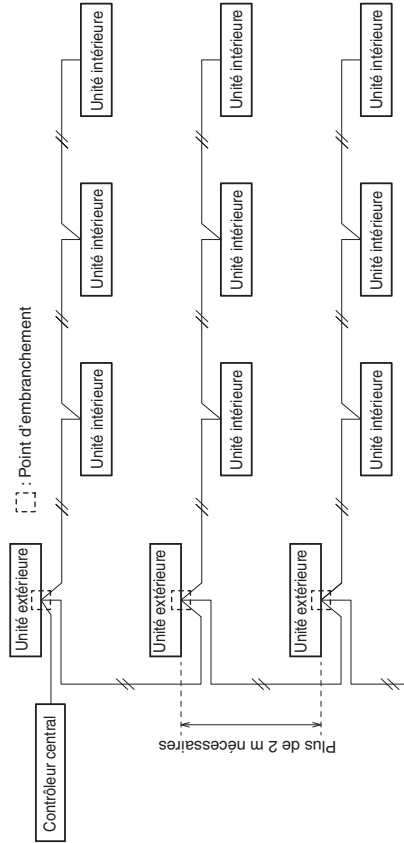 [ ] : Point d'embranchement
Contrôleur central
Unité extérieure
Unité intérieure
Unité intérieure
Unité intérieure
Unité extérieure
Unité intérieure
Unité intérieure
Unité intérieure
Plus de 2 m nécessaires
Unité extérieure
Unité intérieure
Unité intérieure
Unité intérieure